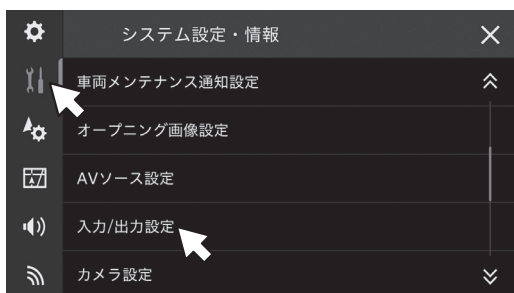 システム設定・情報
車両メンテナンス通知設定
オープニング画像設定
AVソース設定
入力/出力設定
カメラ設定